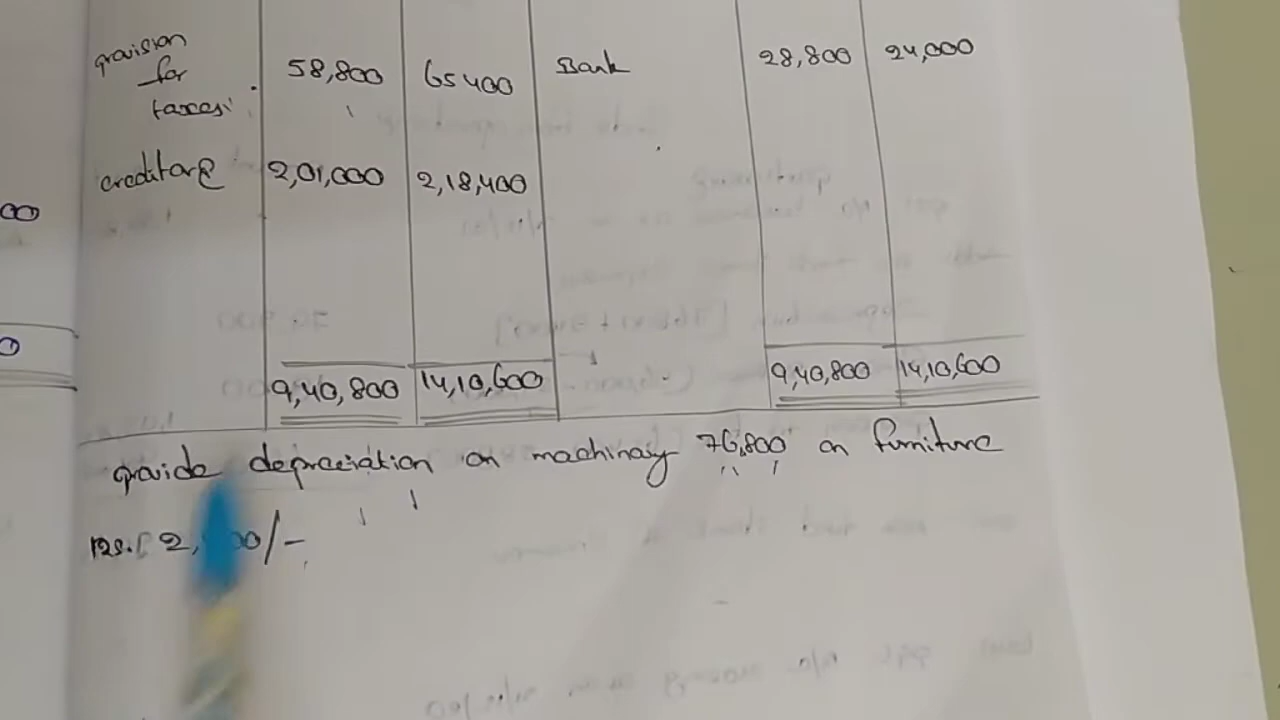 provision
for 58,800 65400 Bank 28,800 24,000
taxes
creditors 2,01,000 2,18,400
00
0
9,40,800 14,10,600 9,40,800 14,10,600
provide depreciation on machinary 76,800 on furniture
Rs.